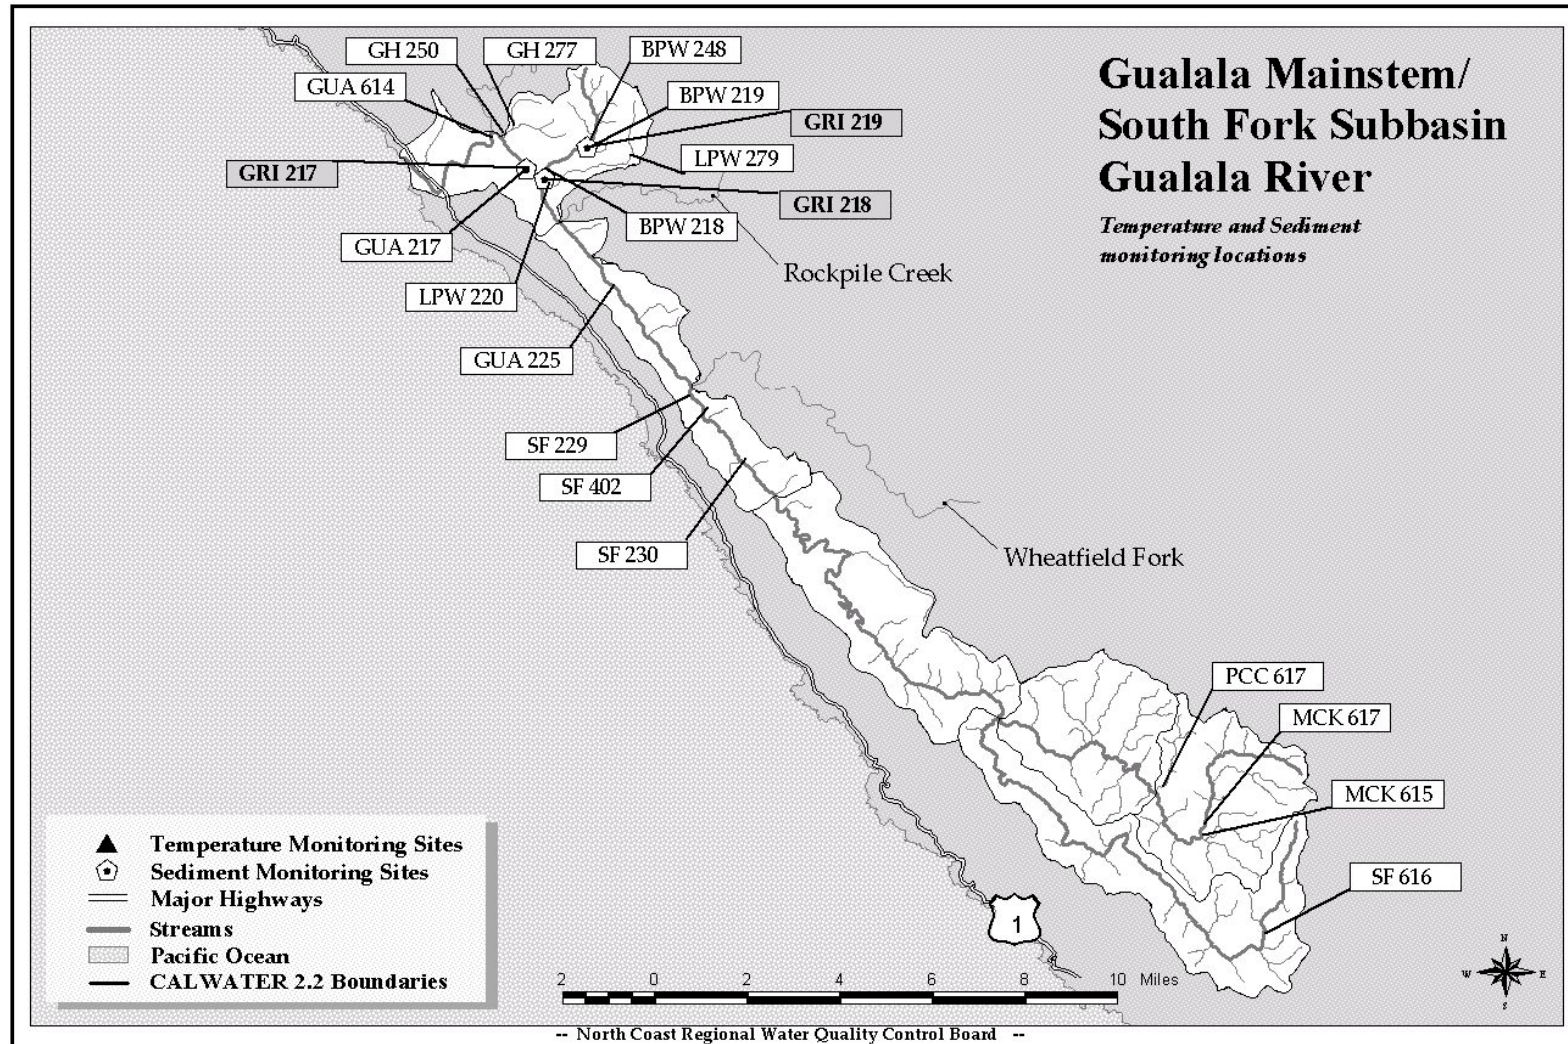 Gualala Mainstem/
South Fork Subbasin
Gualala River
Temperature and Sediment
monitoring locations
GH 250
GH 277
BPW 248
GUA 614
BPW 219
GRI 219
LPW 279
GRI 217
GRI 218
BPW 218
GUA 217
Rockpile Creek
LPW 220
GUA 225
SF 229
SF 402
SF 230
Wheatfield Fork
PCC 617
MCK 617
MCK 615
SF 616
1
Temperature Monitoring Sites
Sediment Monitoring Sites
Major Highways
Streams
Pacific Ocean
CALWATER 2.2 Boundaries
2 0 2 4 6 8 10 Miles
N
W E
S
-- North Coast Regional Water Quality Control Board --